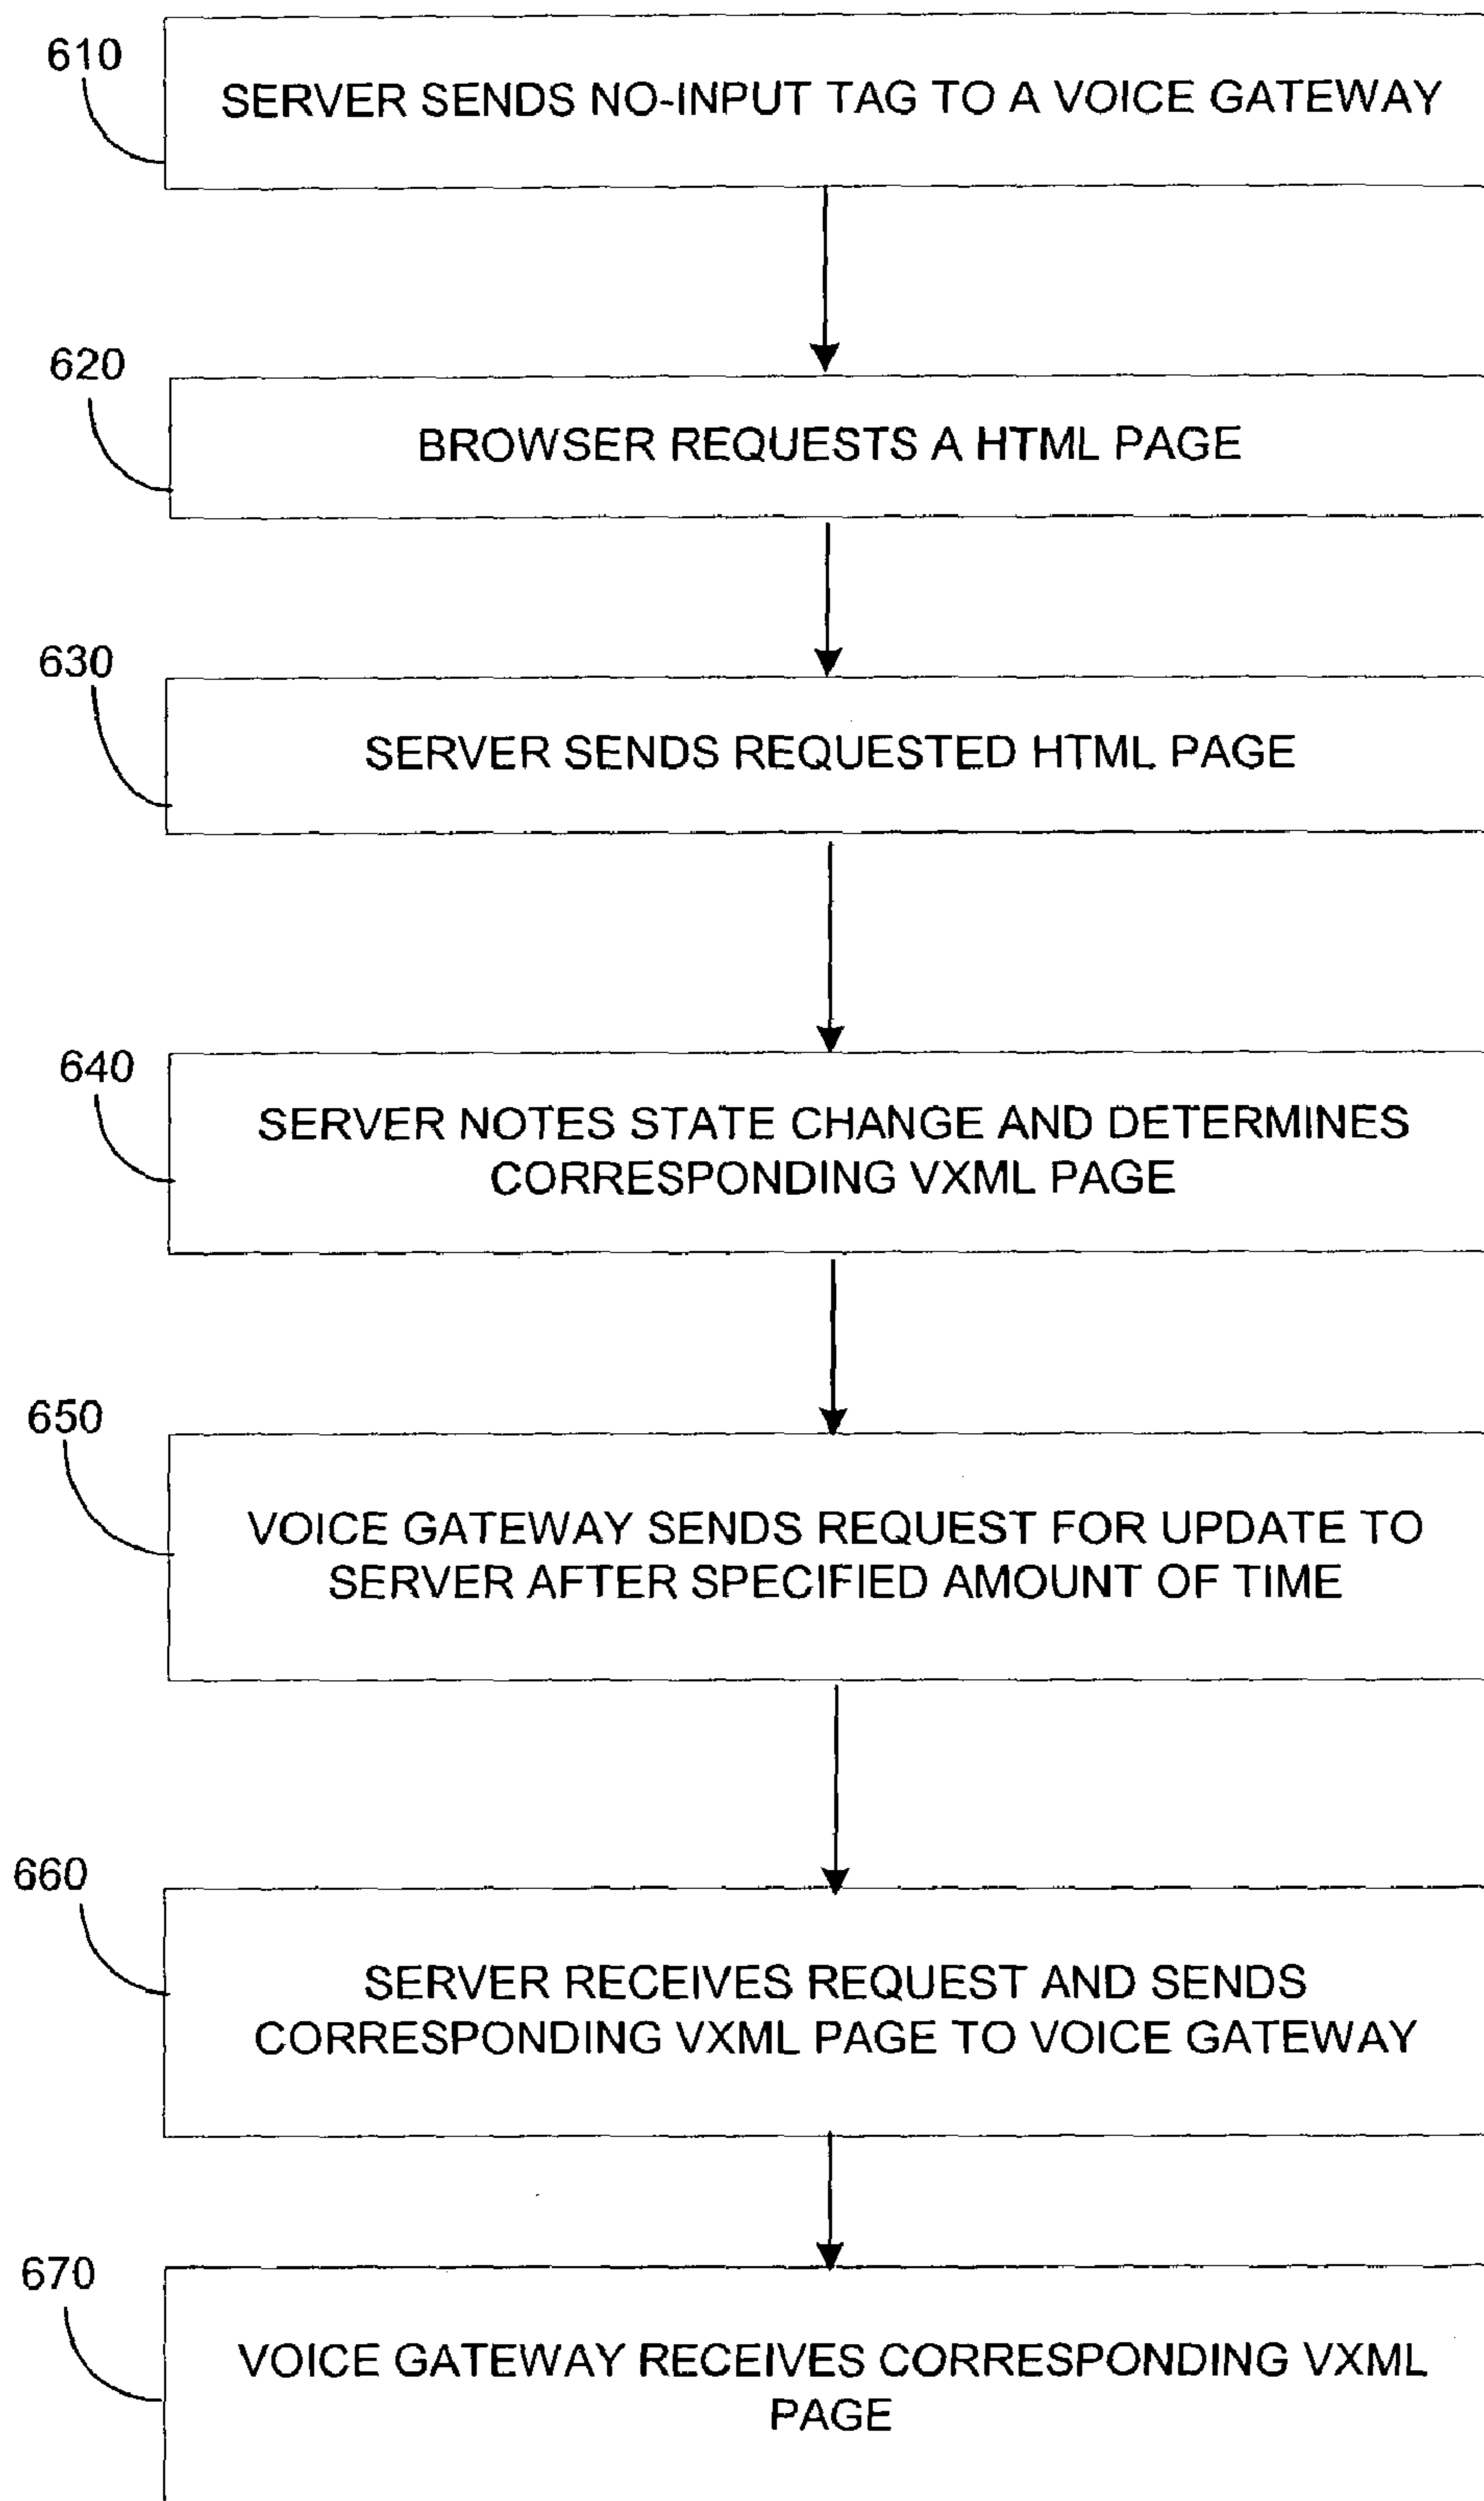 610
SERVER SENDS NO-INPUT TAG TO A VOICE GATEWAY
620
BROWSER REQUESTS A HTML PAGE
630
SERVER SENDS REQUESTED HTML PAGE
640
SERVER NOTES STATE CHANGE AND DETERMINES
CORRESPONDING VXML PAGE
650
VOICE GATEWAY SENDS REQUEST FOR UPDATE TO
SERVER AFTER SPECIFIED AMOUNT OF TIME
660
SERVER RECEIVES REQUEST AND SENDS
CORRESPONDING VXML PAGE TO VOICE GATEWAY
670
VOICE GATEWAY RECEIVES CORRESPONDING VXML
PAGE